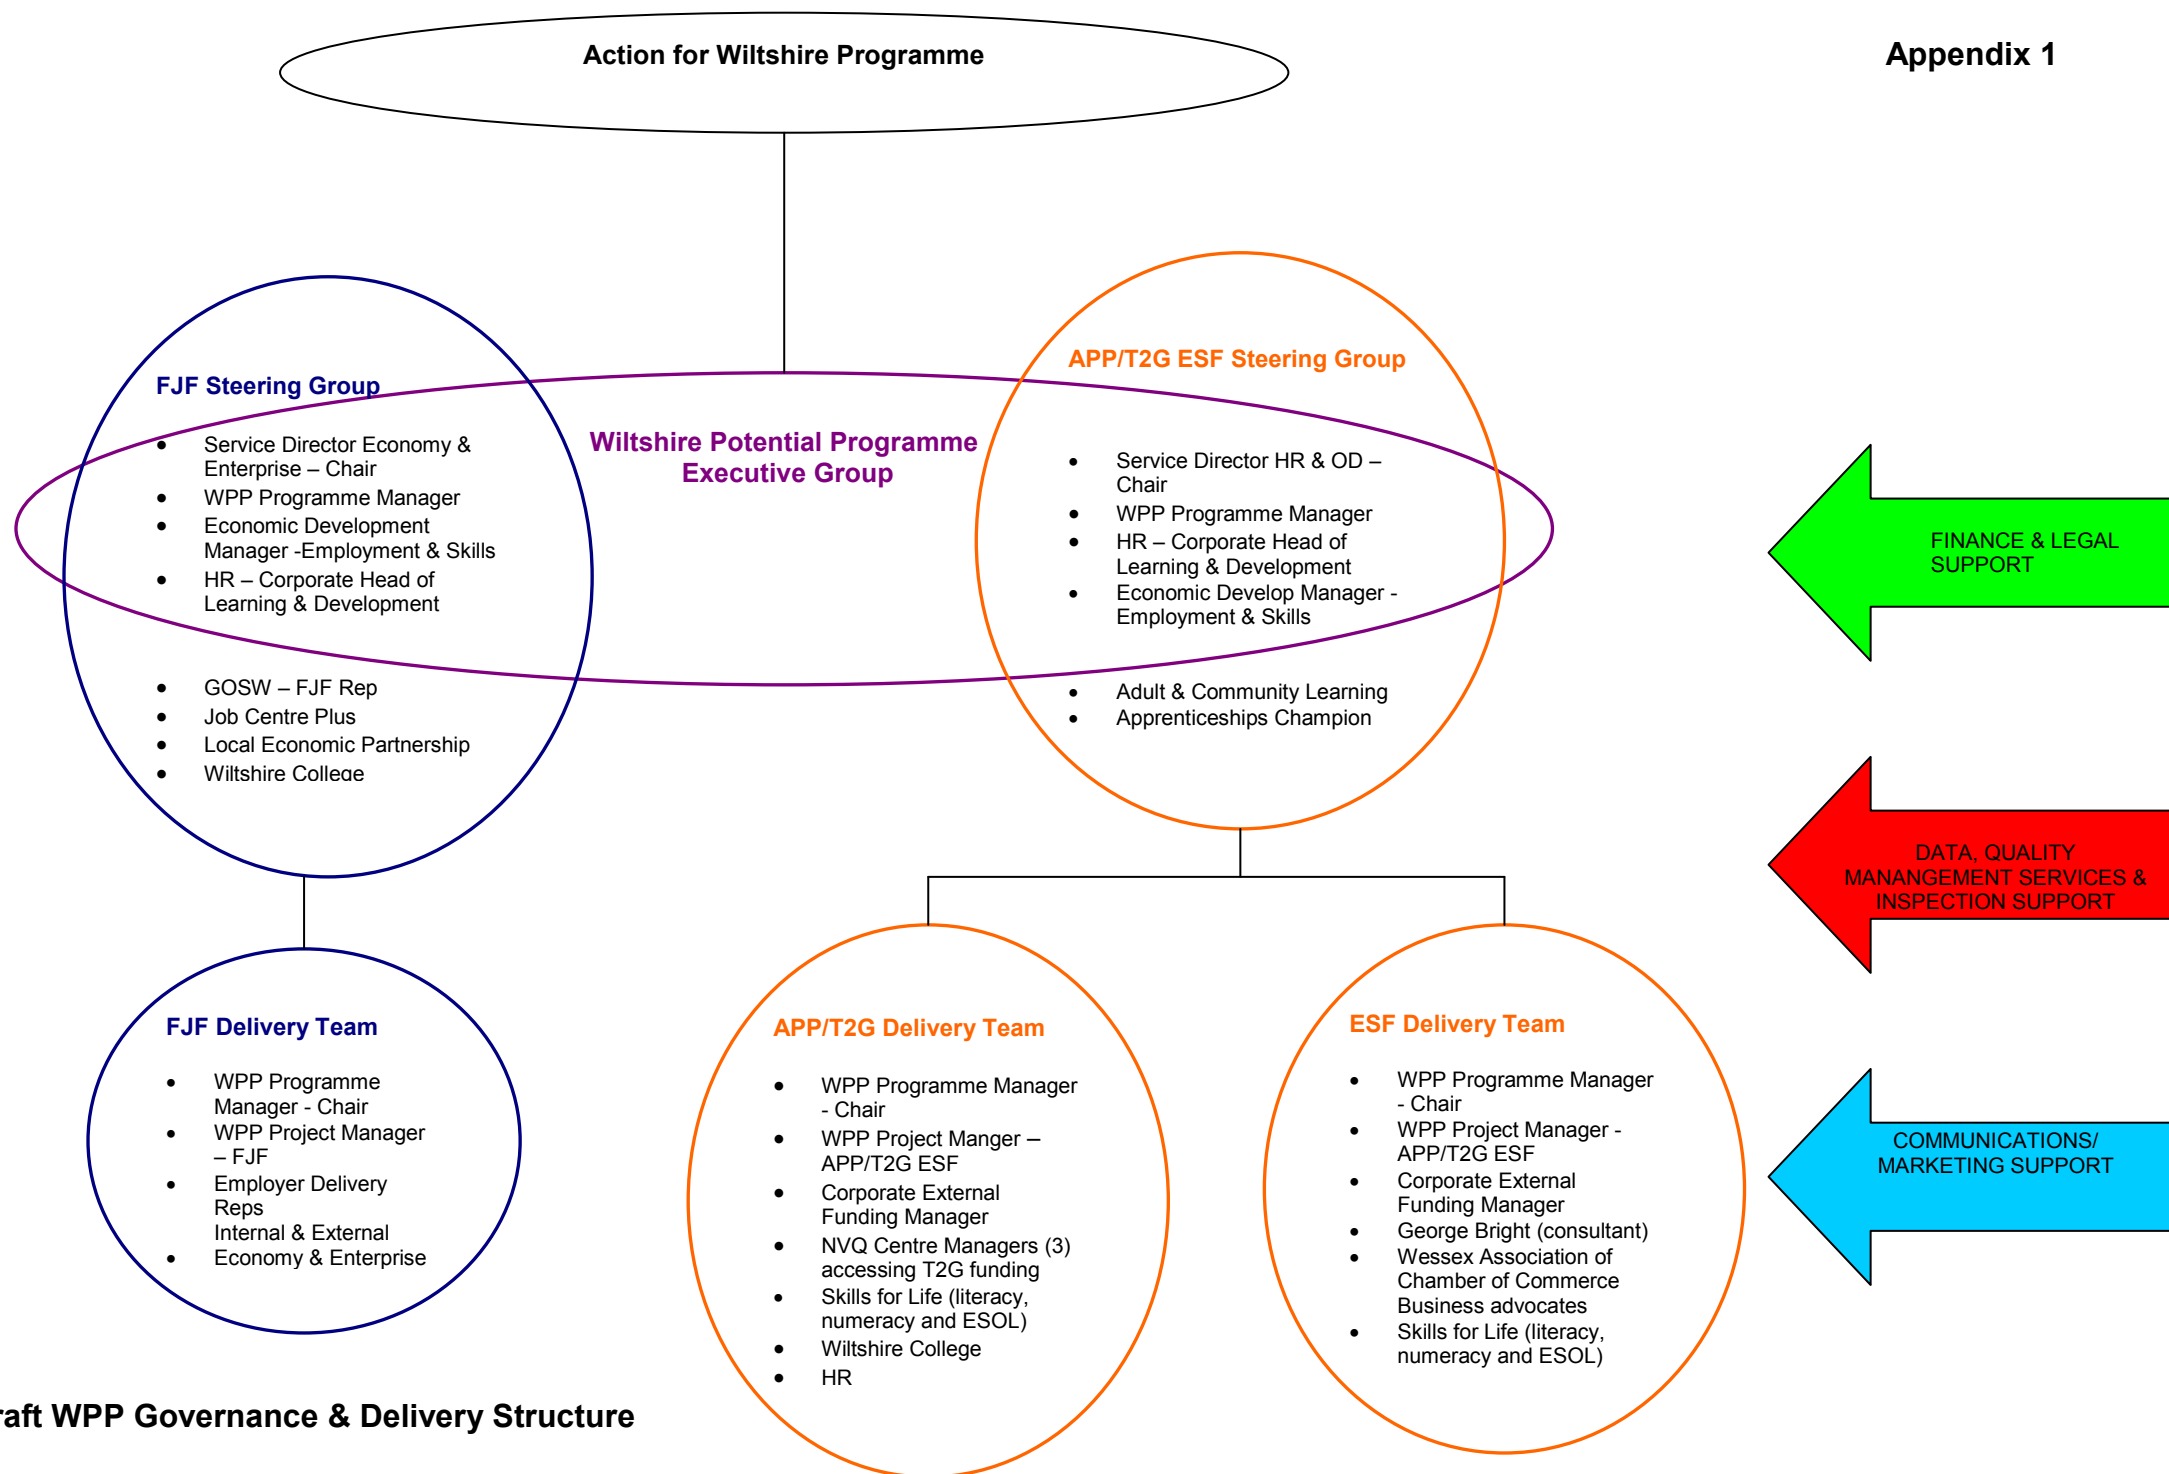 Action for Wiltshire Programme
Appendix 1
FJF Steering Group
• Service Director Economy &
Enterprise – Chair
• WPP Programme Manager
• Economic Development
Manager -Employment & Skills
• HR – Corporate Head of
Learning & Development
• GOSW – FJF Rep
• Job Centre Plus
• Local Economic Partnership
• Wiltshire College
Wiltshire Potential Programme
Executive Group
APP/T2G ESF Steering Group
• Service Director HR & OD –
Chair
• WPP Programme Manager
• HR – Corporate Head of
Learning & Development
• Economic Develop Manager -
Employment & Skills
• Adult & Community Learning
• Apprenticeships Champion
FINANCE & LEGAL
SUPPORT
DATA, QUALITY
MANANGEMENT SERVICES &
INSPECTION SUPPORT
COMMUNICATIONS/
MARKETING SUPPORT
FJF Delivery Team
• WPP Programme
Manager - Chair
• WPP Project Manager
– FJF
• Employer Delivery
Reps
Internal & External
• Economy & Enterprise
APP/T2G Delivery Team
• WPP Programme Manager
- Chair
• WPP Project Manger –
APP/T2G ESF
• Corporate External
Funding Manager
• NVQ Centre Managers (3)
accessing T2G funding
• Skills for Life (literacy,
numeracy and ESOL)
• Wiltshire College
• HR
ESF Delivery Team
• WPP Programme Manager
- Chair
• WPP Project Manager -
APP/T2G ESF
• Corporate External
Funding Manager
• George Bright (consultant)
• Wessex Association of
Chamber of Commerce
Business advocates
• Skills for Life (literacy,
numeracy and ESOL)
raft WPP Governance & Delivery Structure